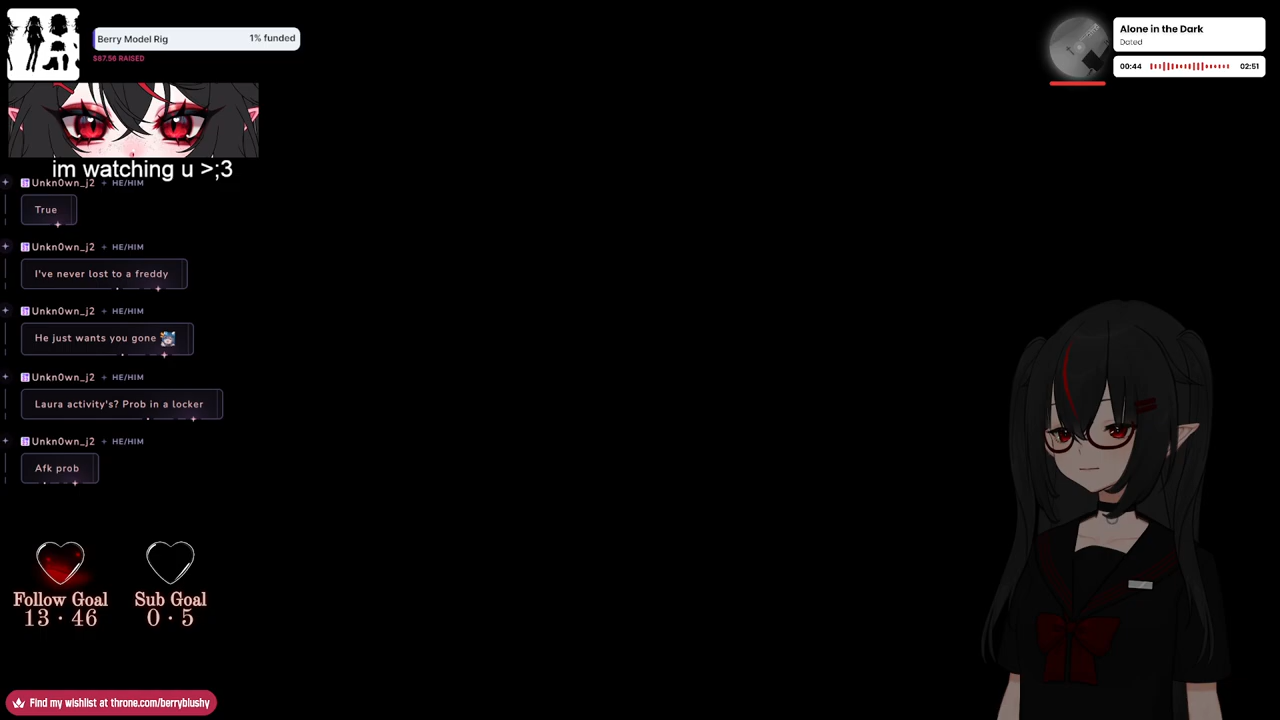 Berry Model Rig
1% funded
$67.56 RAISED
im watching u >;3
Unkn0wn_j2 + HE/HIM
True
Unkn0wn_j2 + HE/HIM
I've never lost to a freddy
Unkn0wn_j2 + HE/HIM
He just wants you gone
Unkn0wn_j2 + HE/HIM
Laura activity's? Prob in a locker
Unkn0wn_j2 + HE/HIM
Afk prob
Follow Goal
13 · 46
Sub Goal
0 · 5
Find my wishlist at throne.com/berryblushy
Alone in the Dark
Dated
00:44
02:51